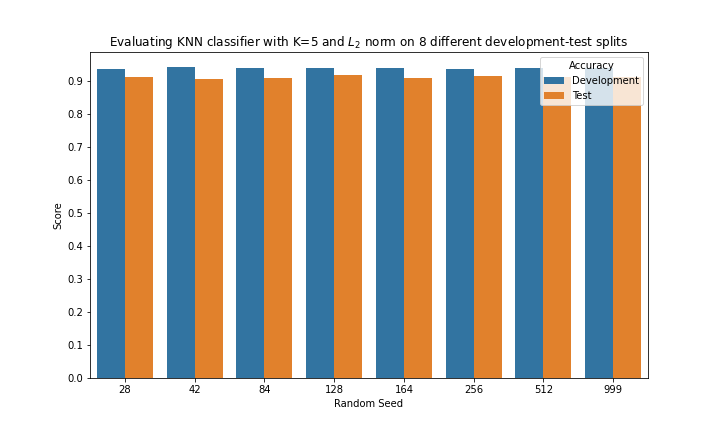 Evaluating KNN classifier with K=5 and L₂ norm on 8 different development-test splits
Accuracy
Development
Test
Score
0.9
0.8
0.7
0.6
0.5
0.4
0.3
0.2
0.1
0.0
28 42 84 128 164 256 512 999
Random Seed